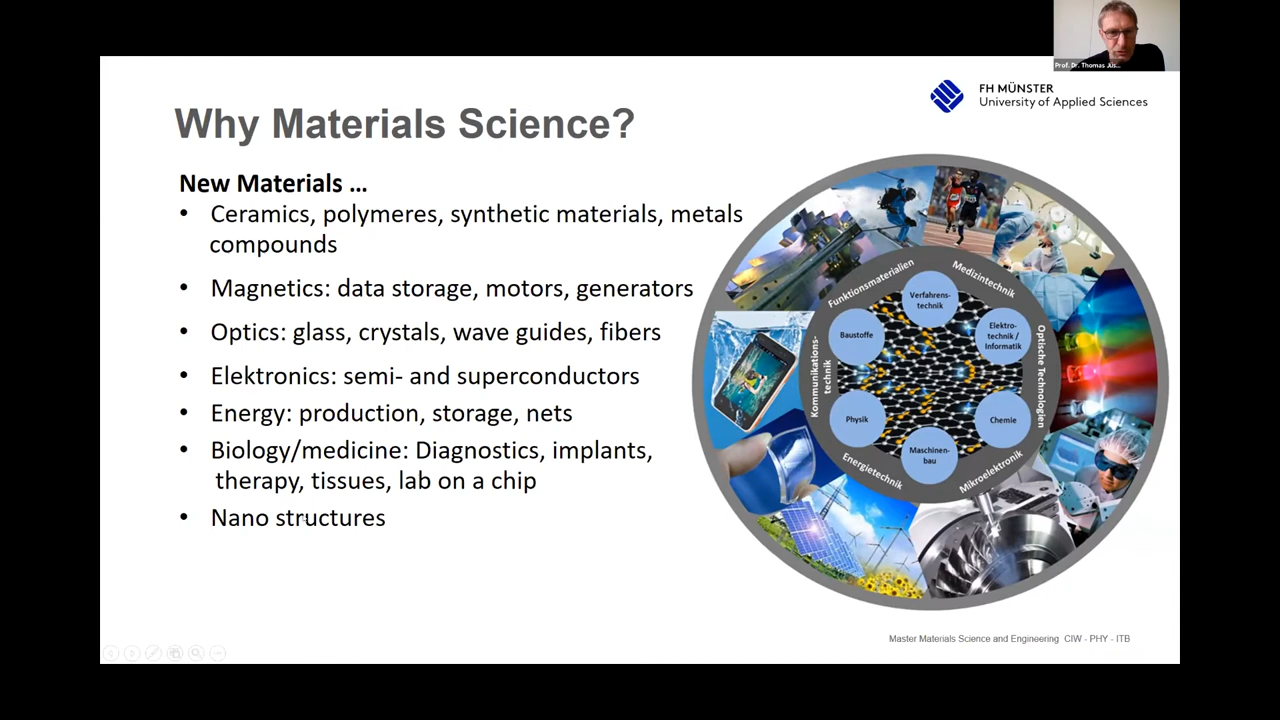 Prof. Dr. Thomas Jüs...
FH MÜNSTER
University of Applied Sciences
Why Materials Science?
New Materials ...
• Ceramics, polymeres, synthetic materials, metals
compounds
• Magnetics: data storage, motors, generators
• Optics: glass, crystals, wave guides, fibers
• Elektronics: semi- and superconductors
• Energy: production, storage, nets
• Biology/medicine: Diagnostics, implants,
therapy, tissues, lab on a chip
• Nano structures
Funktionsmaterialien
Medizintechnik
Optische Technologien
Mikroelektronik
Energietechnik
Kommunikations-
technik
Verfahrens-
technik
Elektro-
technik /
Informatik
Chemie
Maschinen-
bau
Physik
Baustoffe
Master Materials Science and Engineering CIW - PHY - ITB